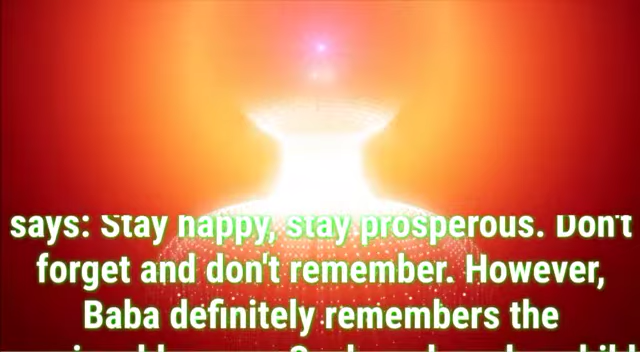 says: Stay happy, stay prosperous. Don't
forget and don't remember. However,
Baba definitely remembers the